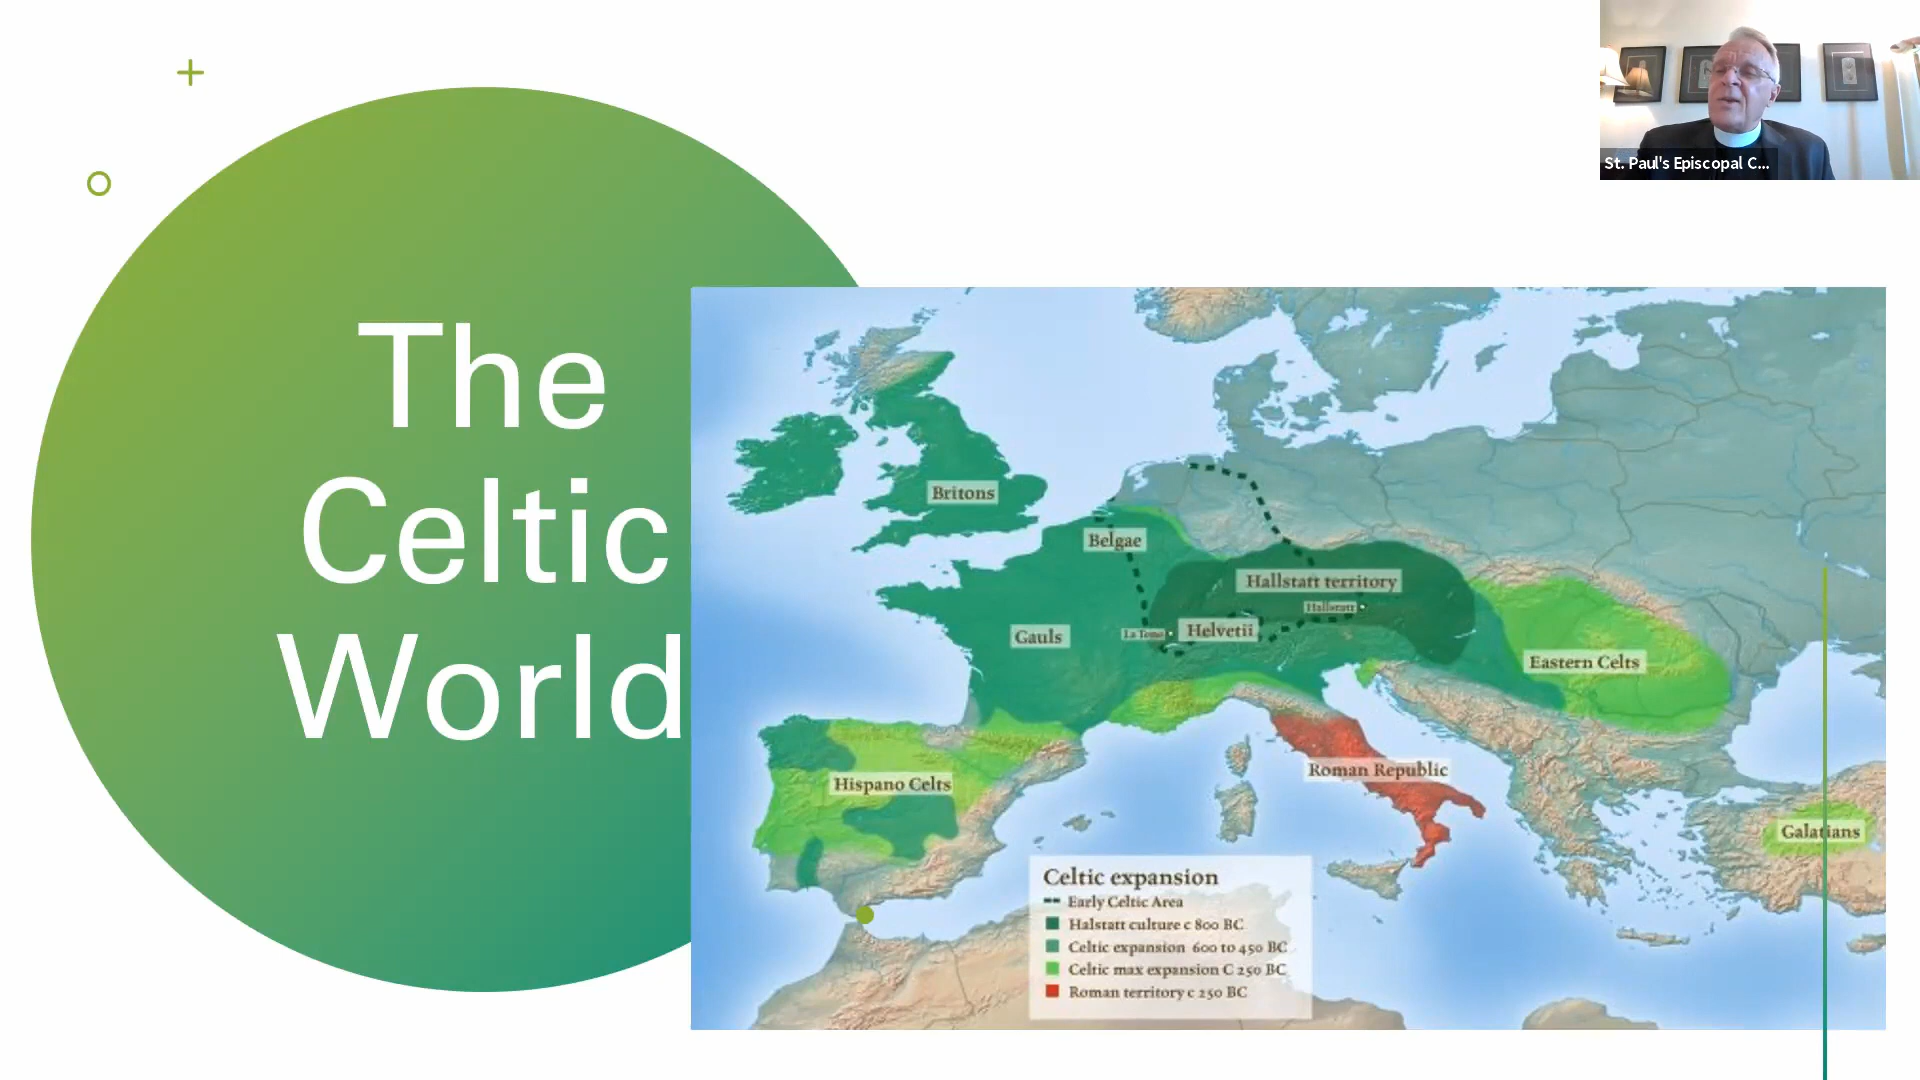 St. Paul's Episcopal C...
The
Celtic
World
Britons
Belgae
Hallstatt territory
Hallstatt
La Tene
Helvetii
Gauls
Eastern Celts
Roman Republic
Hispano Celts
Galatians
Celtic expansion
Early Celtic Area
Halstatt culture c 800 BC
Celtic expansion 600 to 450 BC
Celtic max expansion C 250 BC
Roman territory c 250 BC